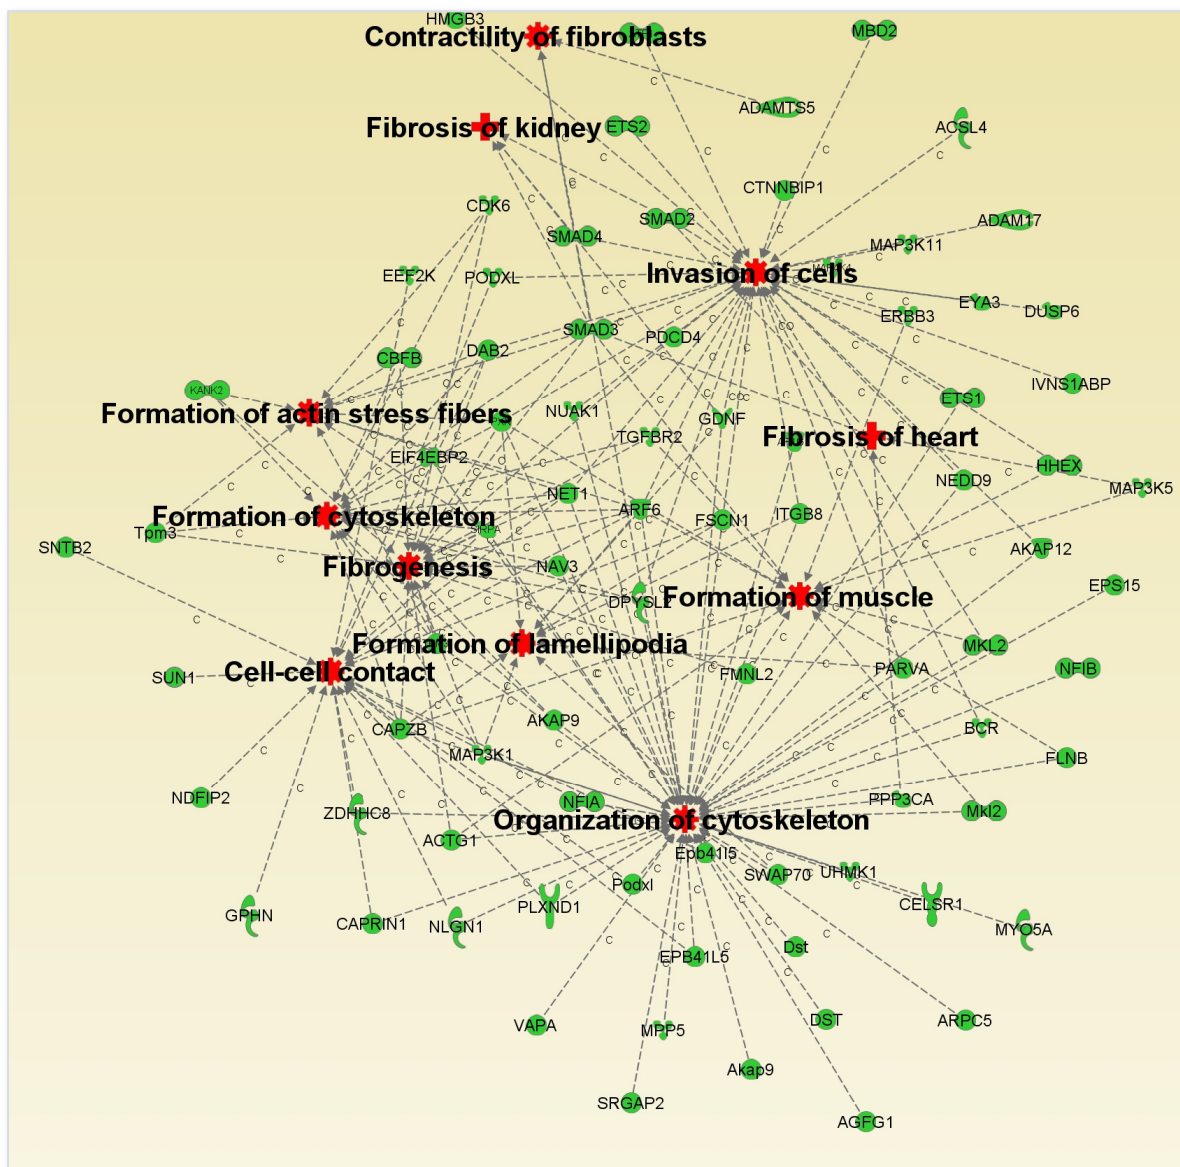 HMGB3
Contractility of fibroblasts
MBD2
ADAMTS5
Fibrosis of kidney
ETS2
ACSL4
CTNNBIP1
CDK6
SMAD2
ADAM17
SMAD4
MAP3K11
EEF2K
PODXL
Invasion of cells
EYA3
DUSP6
ERBB3
SMAD3
PDCD4
CBFB
DAB2
IVNS1ABP
KANK2
ETS1
Formation of actin stress fibers
NUAK1
GDNF
TGFBR2
Fibrosis of heart
EIF4EBP2
HHEX
NEDD9
MAP3K5
NET1
ARF6
FSCN1
ITGB8
Formation of cytoskeleton
Tpm3
SNTB2
AKAP12
Fibrogenesis
NAV3
EPS15
DPYSL2
Formation of muscle
Formation of lamellipodia
MKL2
Cell-cell contact
SUN1
FMNL2
PARVA
NFIB
AKAP9
CAPZB
BCR
MAP3K1
FLNB
NDFIP2
NFIA
PPP3CA
ZDHHC8
Mkl2
Organization of cytoskeleton
ACTG1
Epb41l5
SWAP70
UHMK1
Podxl
CELSR1
PLXND1
GPHN
CAPRIN1
NLGN1
MYO5A
Dst
EPB41L5
VAPA
MPP5
DST
ARPC5
Akap9
SRGAP2
AGFG1